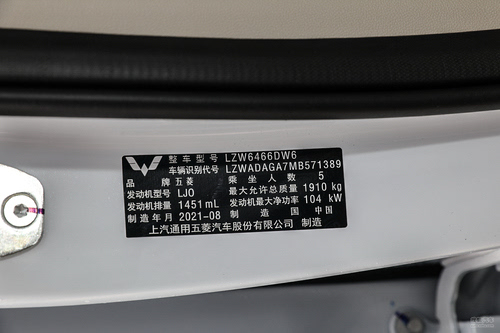 整车型号 LZW6466DW6
车辆识别代号 LZWADAGA7MB571389
品牌 五菱 乘坐人数 5
发动机型号 LJO 最大允许总质量 1910 kg
发动机排量 1451 mL 发动机最大净功率 104 kW
制造年月 2021-08 制造国 中国
上汽通用五菱汽车股份有限公司 制造